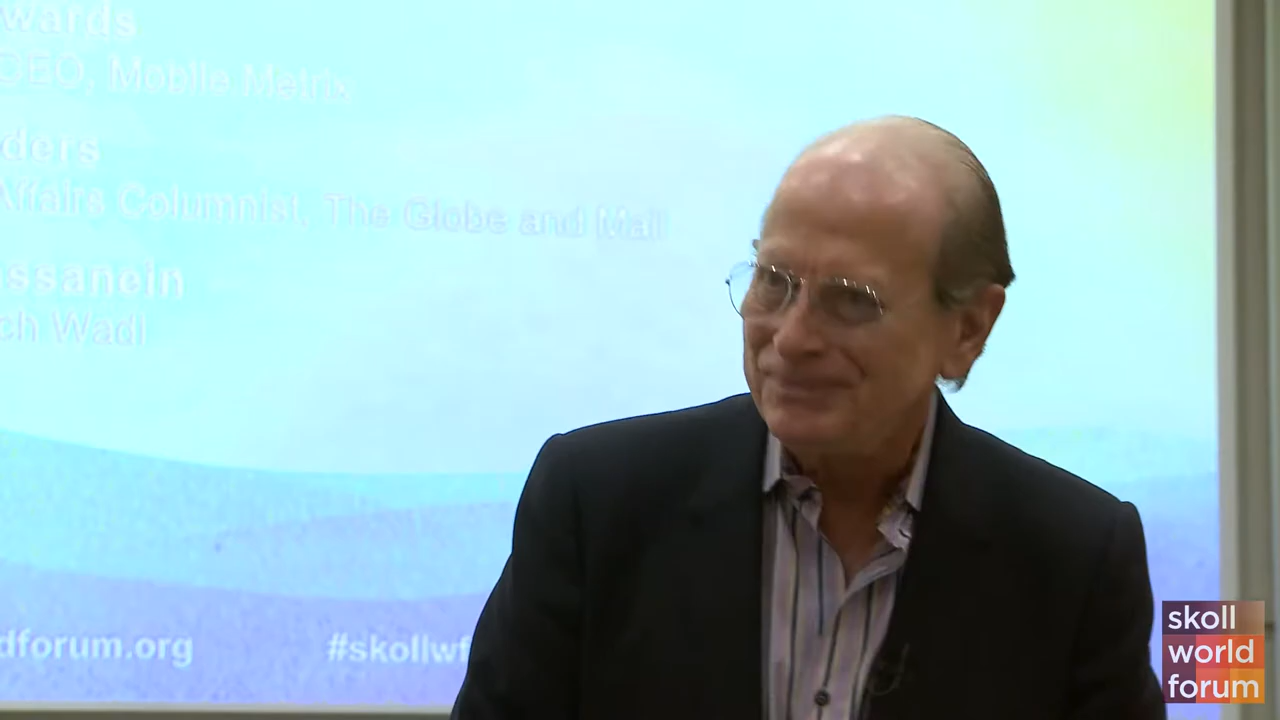 wards
CEO, Mobile Metrix
ders
Affairs Columnist, The Globe and Mail
ssanein
ch Wadi
dforum.org
#skollwf
skoll
world
forum